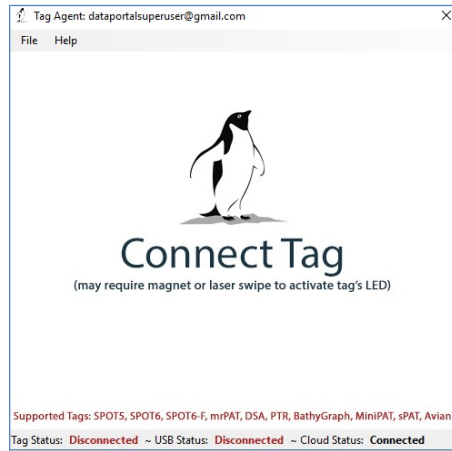 Tag Agent: dataportalsuperuser@gmail.com
File Help
Connect Tag
(may require magnet or laser swipe to activate tag's LED)
Supported Tags: SPOT5, SPOT6, SPOT6-F, mrPAT, DSA, PTR, BathyGraph, MiniPAT, sPAT, Avian
Tag Status: Disconnected ~ USB Status: Disconnected ~ Cloud Status: Connected